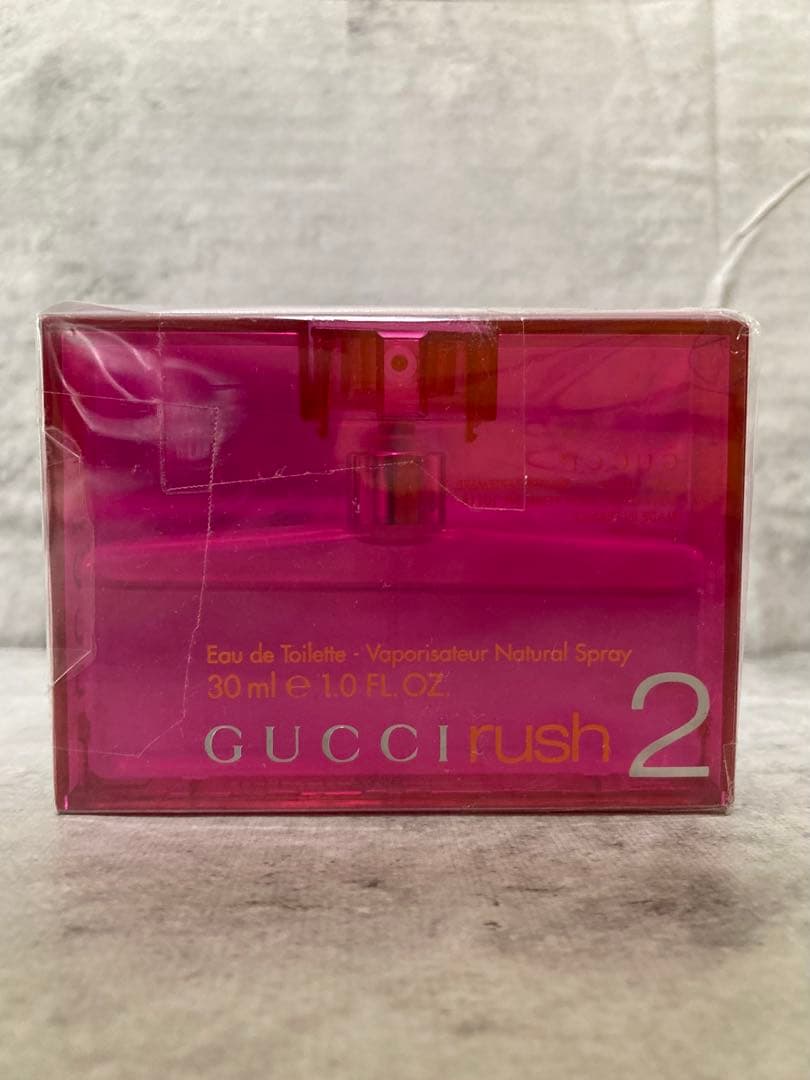 Eau de Toilette - Vaporisateur Natural Spray
30 ml ℮ 1.0 FL. OZ.
GUCCI rush 2